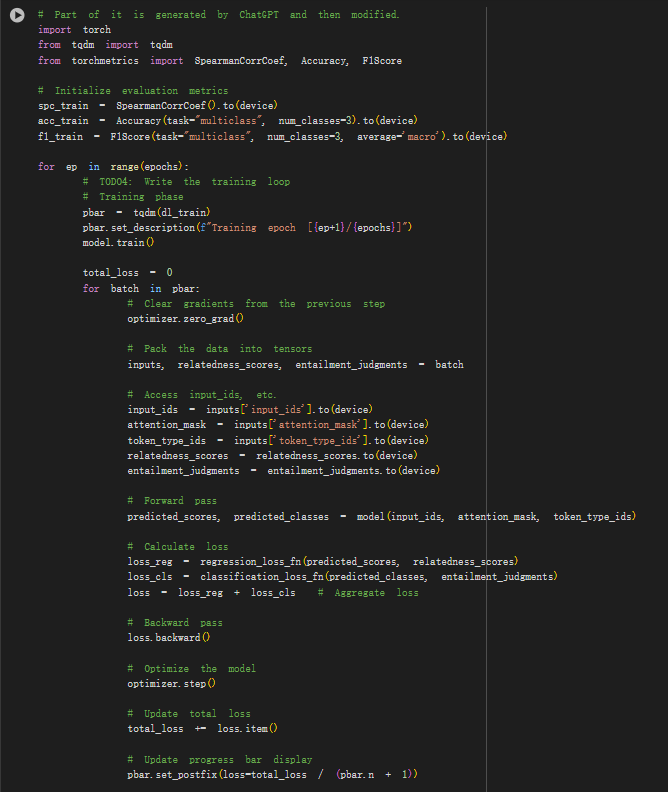 # Part of it is generated by ChatGPT and then modified.
import torch
from tqdm import tqdm
from torchmetrics import SpearmanCorrCoef, Accuracy, F1Score

# Initialize evaluation metrics
spc_train = SpearmanCorrCoef().to(device)
acc_train = Accuracy(task="multiclass", num_classes=3).to(device)
f1_train = F1Score(task="multiclass", num_classes=3, average='macro').to(device)

for ep in range(epochs):
    # TODO4: Write the training loop
    # Training phase
    pbar = tqdm(dl_train)
    pbar.set_description(f"Training epoch [{ep+1}/{epochs}]")
    model.train()

    total_loss = 0
    for batch in pbar:
        # Clear gradients from the previous step
        optimizer.zero_grad()

        # Pack the data into tensors
        inputs, relatedness_scores, entailment_judgments = batch

        # Access input_ids, etc.
        input_ids = inputs['input_ids'].to(device)
        attention_mask = inputs['attention_mask'].to(device)
        token_type_ids = inputs['token_type_ids'].to(device)
        relatedness_scores = relatedness_scores.to(device)
        entailment_judgments = entailment_judgments.to(device)

        # Forward pass
        predicted_scores, predicted_classes = model(input_ids, attention_mask, token_type_ids)

        # Calculate loss
        loss_reg = regression_loss_fn(predicted_scores, relatedness_scores)
        loss_cls = classification_loss_fn(predicted_classes, entailment_judgments)
        loss = loss_reg + loss_cls  # Aggregate loss

        # Backward pass
        loss.backward()

        # Optimize the model
        optimizer.step()

        # Update total loss
        total_loss += loss.item()

        # Update progress bar display
        pbar.set_postfix(loss=total_loss / (pbar.n + 1))